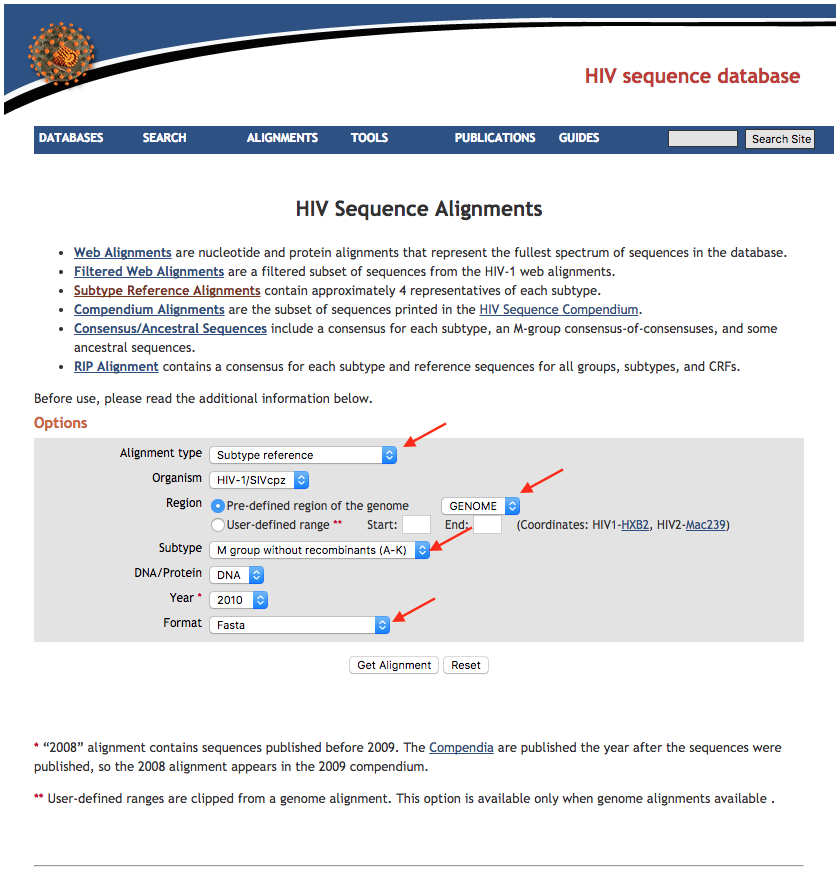 HIV sequence database
DATABASES SEARCH ALIGNMENTS TOOLS PUBLICATIONS GUIDES Search Site
HIV Sequence Alignments
• Web Alignments are nucleotide and protein alignments that represent the fullest spectrum of sequences in the database.
• Filtered Web Alignments are a filtered subset of sequences from the HIV-1 web alignments.
• Subtype Reference Alignments contain approximately 4 representatives of each subtype.
• Compendium Alignments are the subset of sequences printed in the HIV Sequence Compendium.
• Consensus/Ancestral Sequences include a consensus for each subtype, an M-group consensus-of-consensuses, and some
ancestral sequences.
• RIP Alignment contains a consensus for each subtype and reference sequences for all groups, subtypes, and CRFs.
Before use, please read the additional information below.
Options
Alignment type Subtype reference
Organism HIV-1/SIVcpz
Region Pre-defined region of the genome GENOME
User-defined range ** Start: End: (Coordinates: HIV1-HXB2, HIV2-Mac239)
Subtype M group without recombinants (A-K)
DNA/Protein DNA
Year * 2010
Format Fasta
Get Alignment Reset
* “2008” alignment contains sequences published before 2009. The Compendia are published the year after the sequences were
published, so the 2008 alignment appears in the 2009 compendium.
** User-defined ranges are clipped from a genome alignment. This option is available only when genome alignments available .